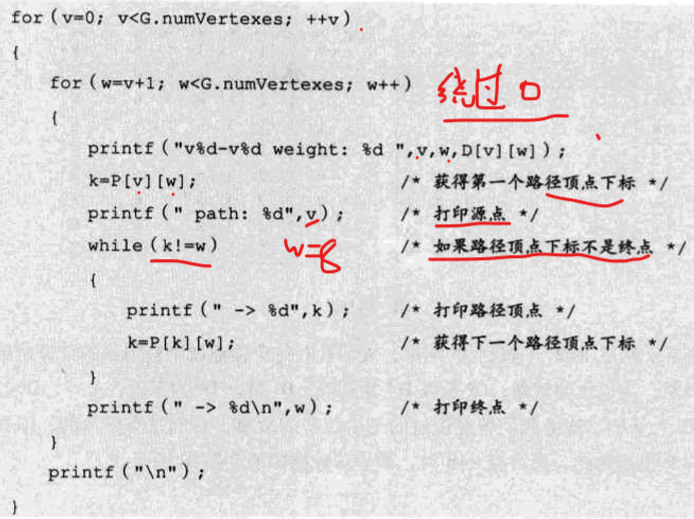 for(v=0; v<G.numVertexes; ++v)
{
for(w=v+1; w<G.numVertexes; w++)
绕过 0
{
printf("v%d-v%d weight: %d ",v,w,D[v][w]);
k=P[v][w]; /* 获得第一个路径顶点下标 */
printf(" path: %d",v); /* 打印源点 */
while(k!=w) /* 如果路径顶点下标不是终点 */
w=8
{
printf(" -> %d",k); /* 打印路径顶点 */
k=P[k][w]; /* 获得下一个路径顶点下标 */
}
printf(" -> %d\n",w); /* 打印终点 */
}
printf("\n");
}